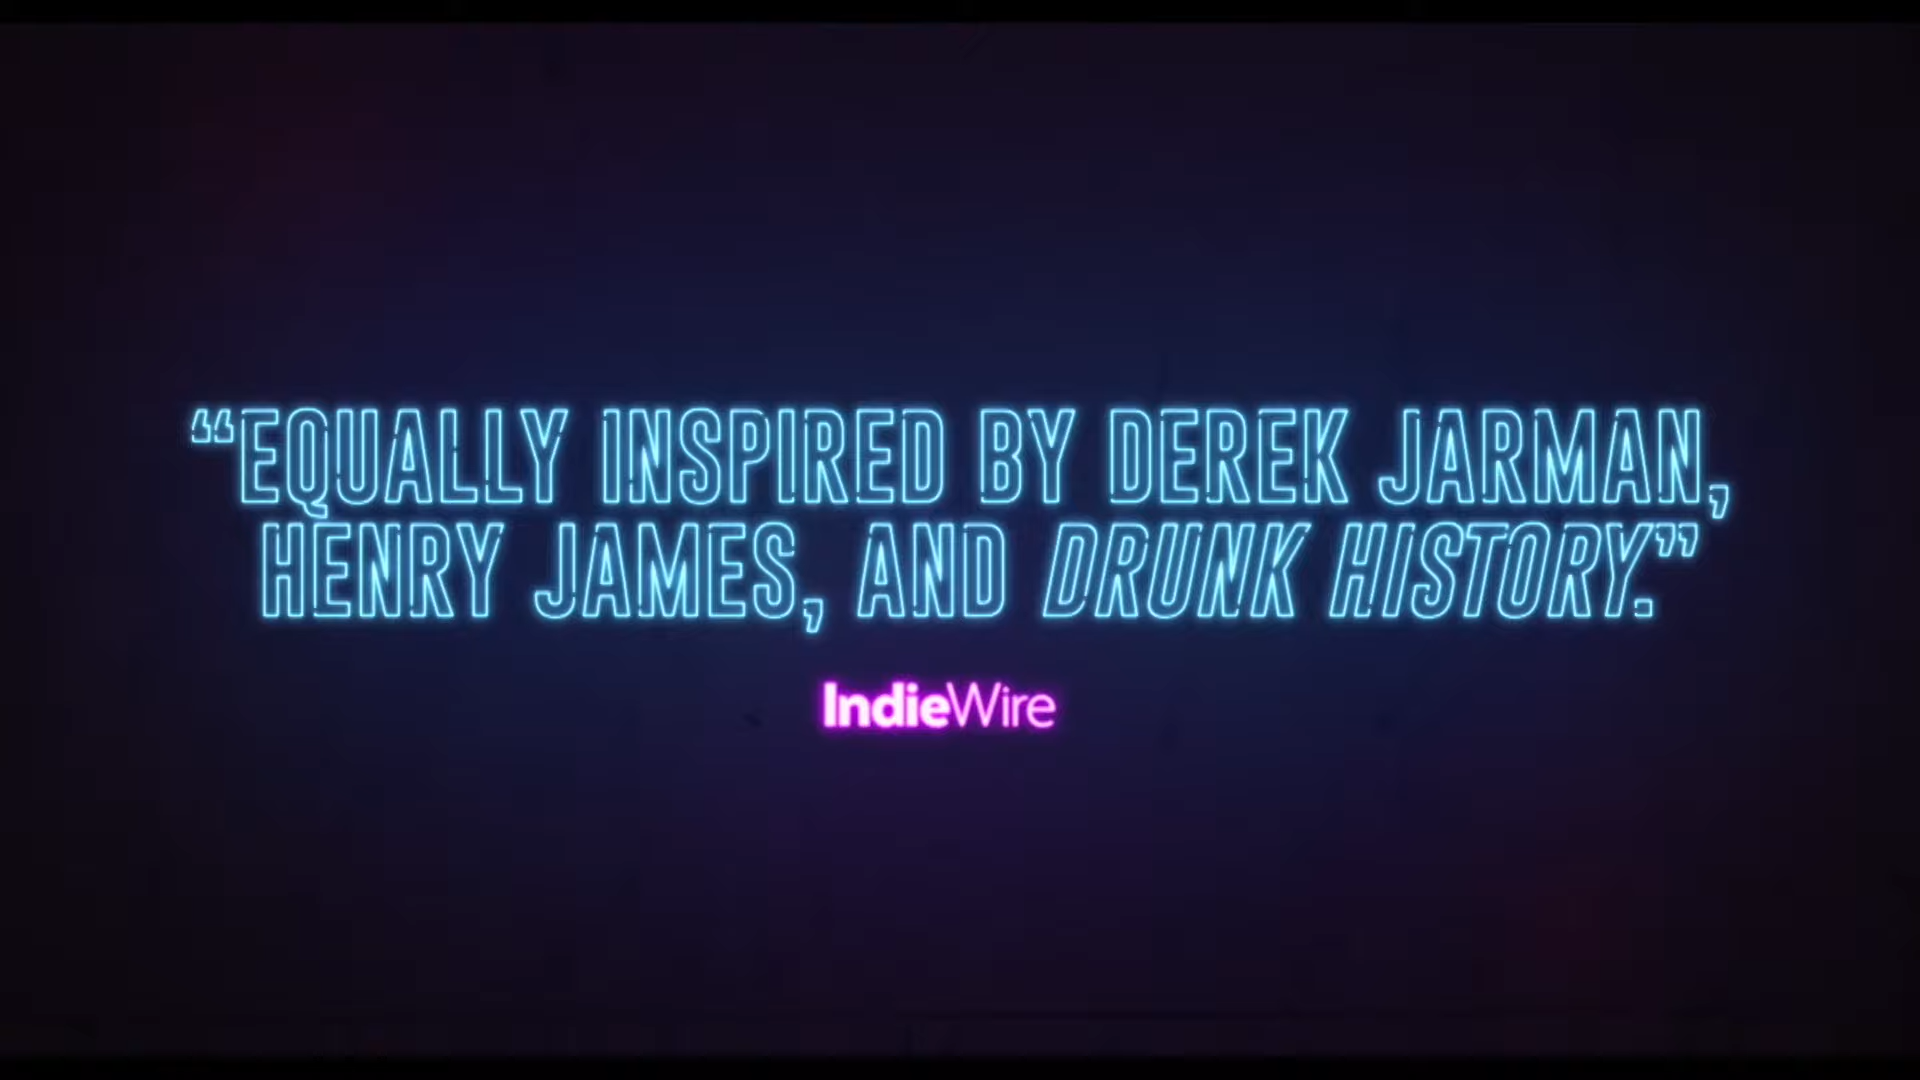 “EQUALLY INSPIRED BY DEREK JARMAN,
HENRY JAMES, AND DRUNK HISTORY.”
IndieWire